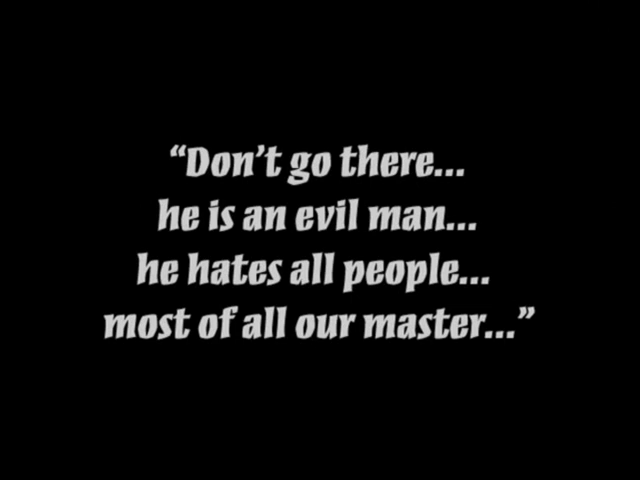 “Don’t go there...
he is an evil man...
he hates all people...
most of all our master...”